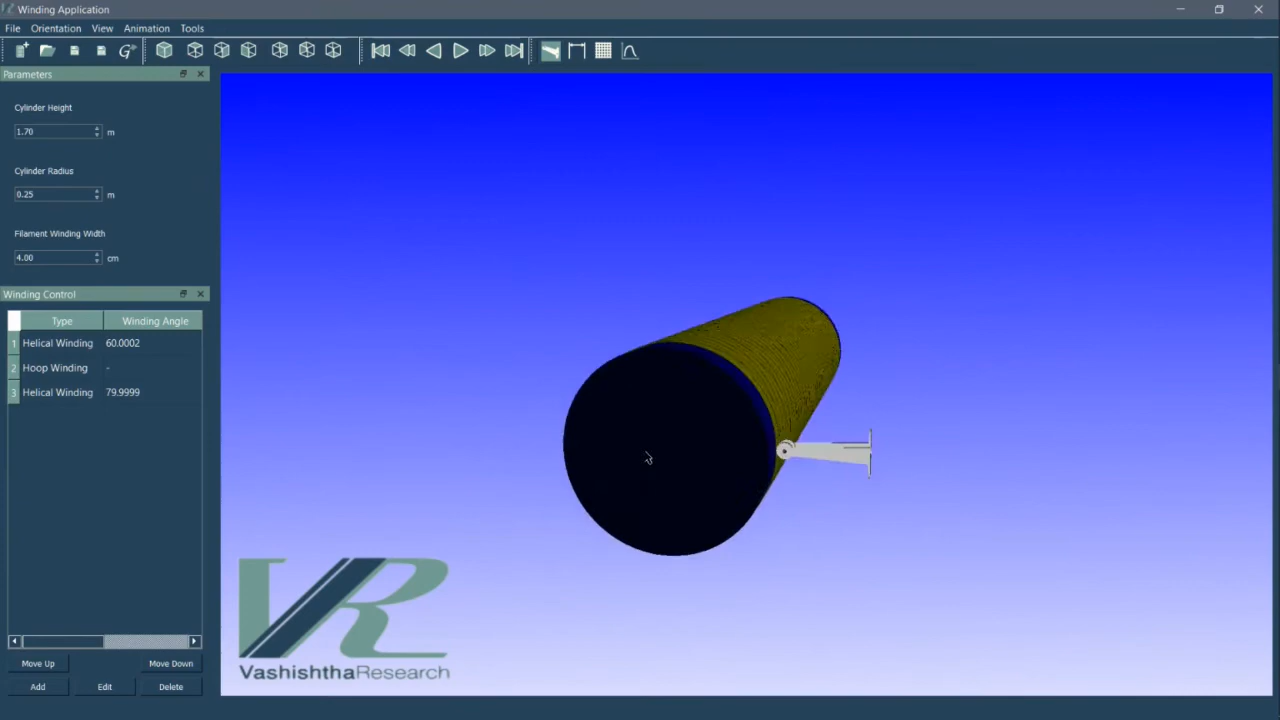 Winding Application
File Orientation View Animation Tools
G
Parameters
Cylinder Height
1.70 m
Cylinder Radius
0.25 m
Filament Winding Width
4.00 cm
Winding Control
Type Winding Angle
1 Helical Winding 60.0002
2 Hoop Winding -
3 Helical Winding 79.9999
Move Up Move Down
Add Edit Delete
VR
VashishthaResearch